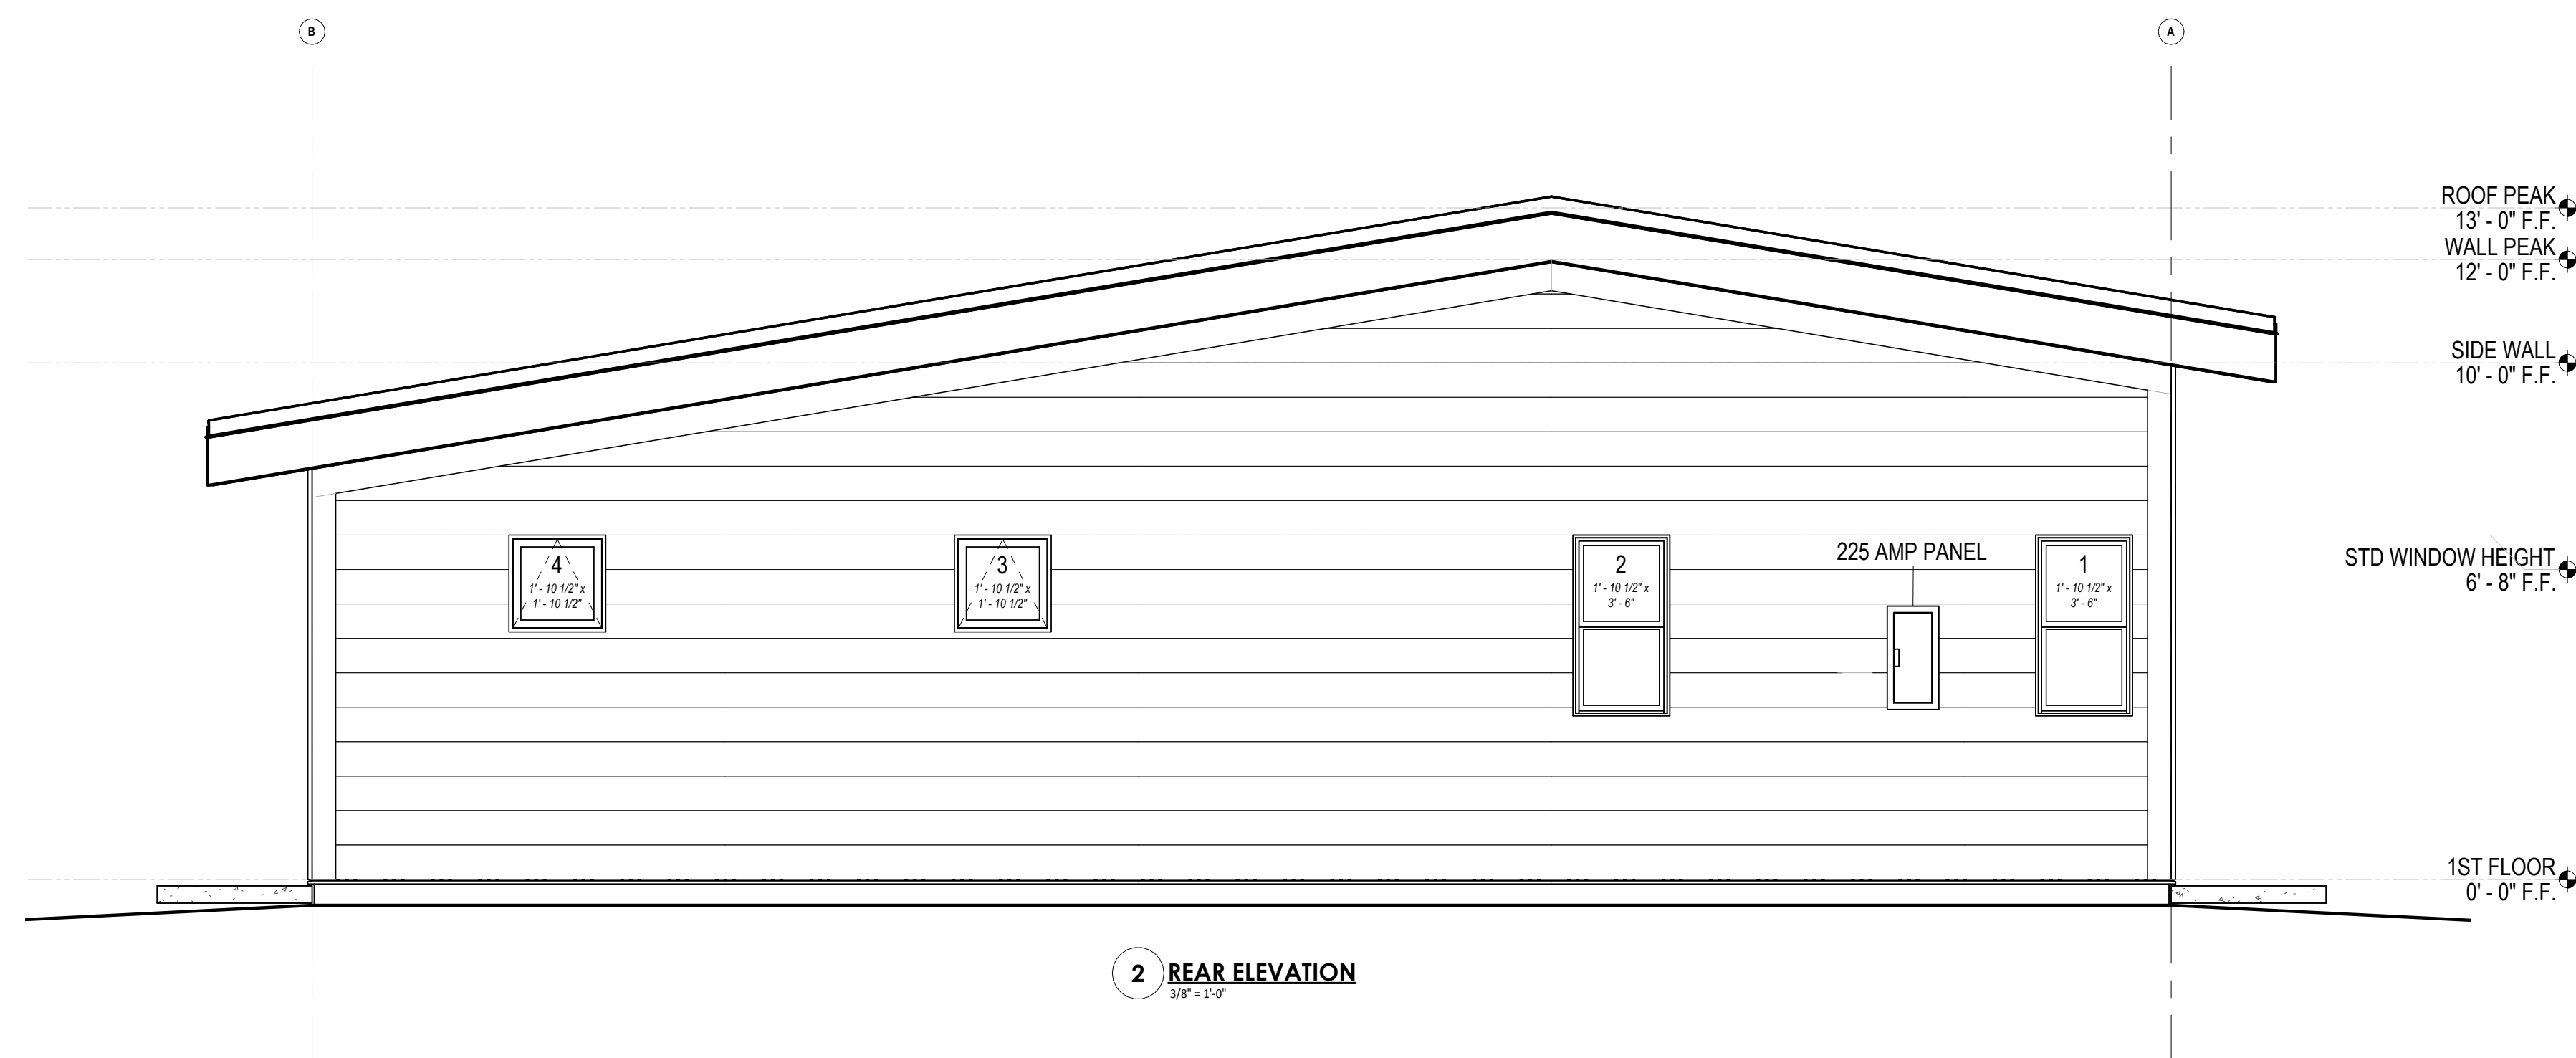 B
A
ROOF PEAK
13' - 0" F.F.
WALL PEAK
12' - 0" F.F.
SIDE WALL
10' - 0" F.F.
4
1' - 10 1/2" x
1' - 10 1/2"
3
1' - 10 1/2" x
1' - 10 1/2"
2
1' - 10 1/2" x
3' - 6"
225 AMP PANEL
1
1' - 10 1/2" x
3' - 6"
STD WINDOW HEIGHT
6' - 8" F.F.
1ST FLOOR
0' - 0" F.F.
2 REAR ELEVATION
3/8" = 1'-0"